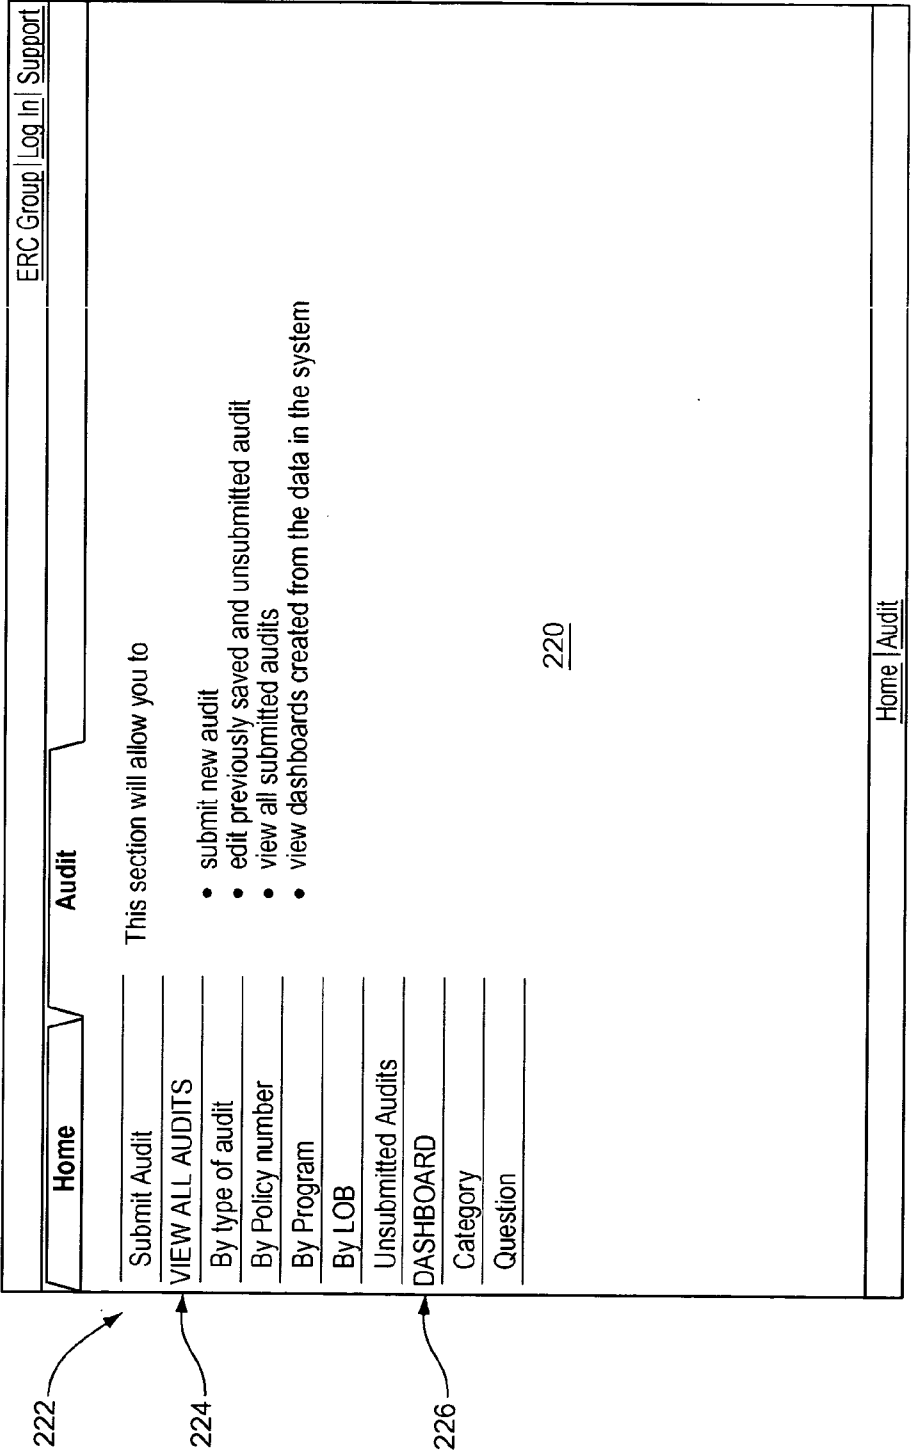 ERC Group | Log In | Support
Home
Audit
Submit Audit
VIEW ALL AUDITS
By type of audit
By Policy number
By Program
By LOB
Unsubmitted Audits
DASHBOARD
Category
Question
This section will allow you to
• submit new audit
• edit previously saved and unsubmitted audit
• view all submitted audits
• view dashboards created from the data in the system
220
Home | Audit
222
224
226